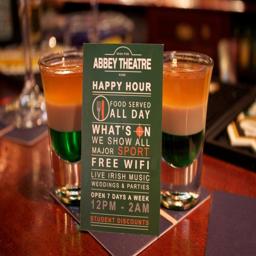 ABBEY THEATRE
HAPPY HOUR
FOOD SERVED
ALL DAY
WHAT'S ON
WE SHOW ALL
MAJOR SPORT
FREE WIFI
LIVE IRISH MUSIC
WEDDINGS & PARTIES
OPEN 7 DAYS A WEEK
12PM - 2AM
STUDENT DISCOUNTS